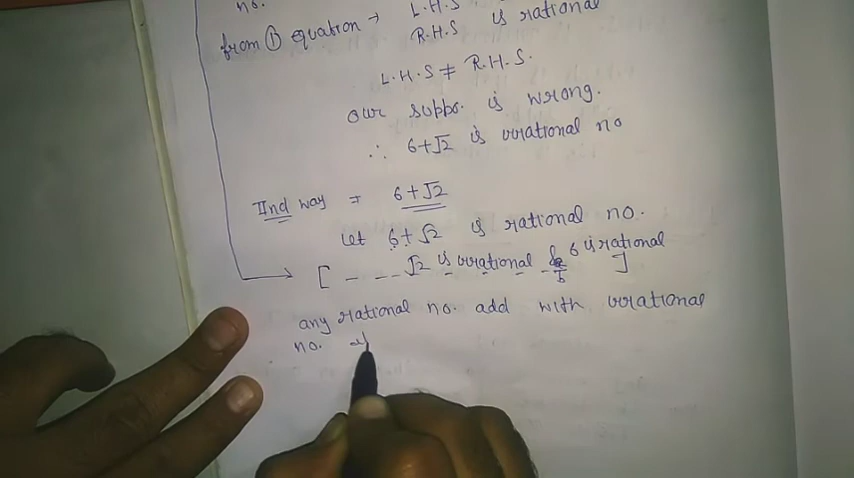 no.
L.H.S
from ① equation → R.H.S is rational
L.H.S ≠ R.H.S.
our suppo. is wrong.
∴ 6+√2 is irrational no
IInd way = 6+√2
Let 6+√2 is rational no.
[ - - - √2 is irrational & 6 is rational ]
any rational no. add with irrational
no.